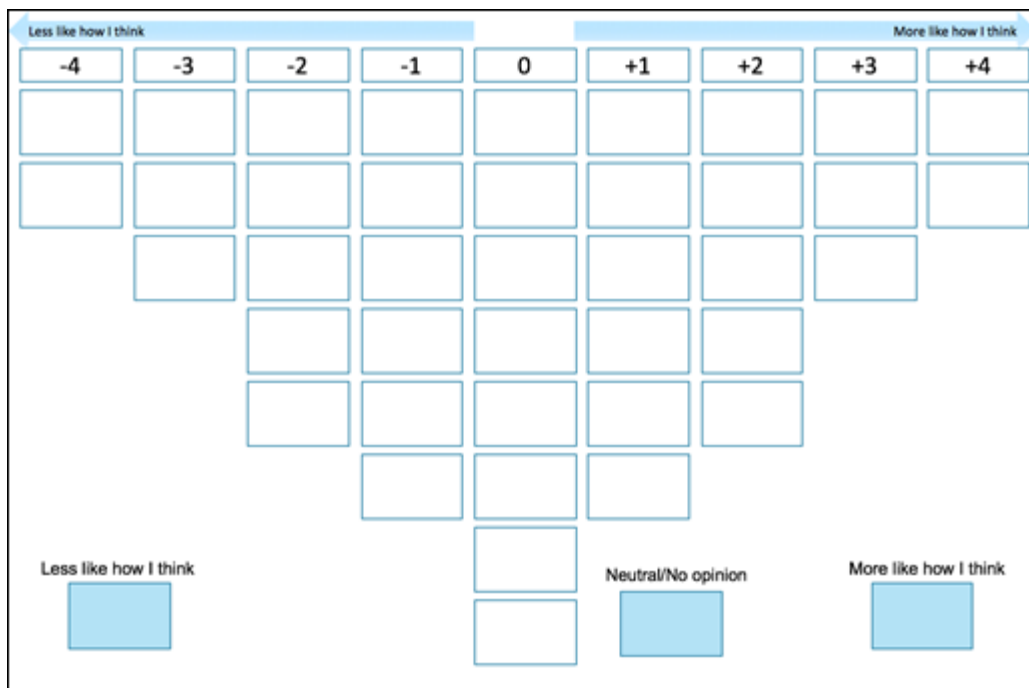 Less like how I think
More like how I think
-4 -3 -2 -1 0 +1 +2 +3 +4
Less like how I think
Neutral/No opinion
More like how I think